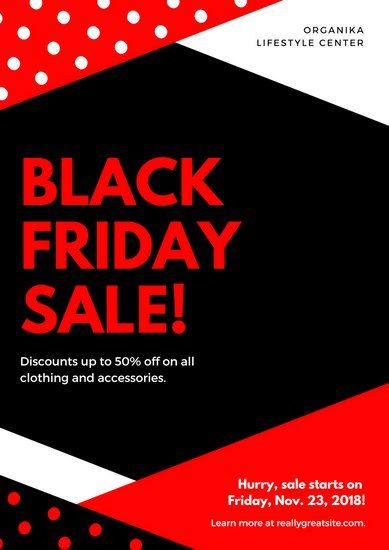 ORGANIKA
LIFESTYLE CENTER
BLACK
FRIDAY
SALE!
Discounts up to 50% off on all
clothing and accessories.
Hurry, sale starts on
Friday, Nov. 23, 2018!
Learn more at reallygreatsite.com.